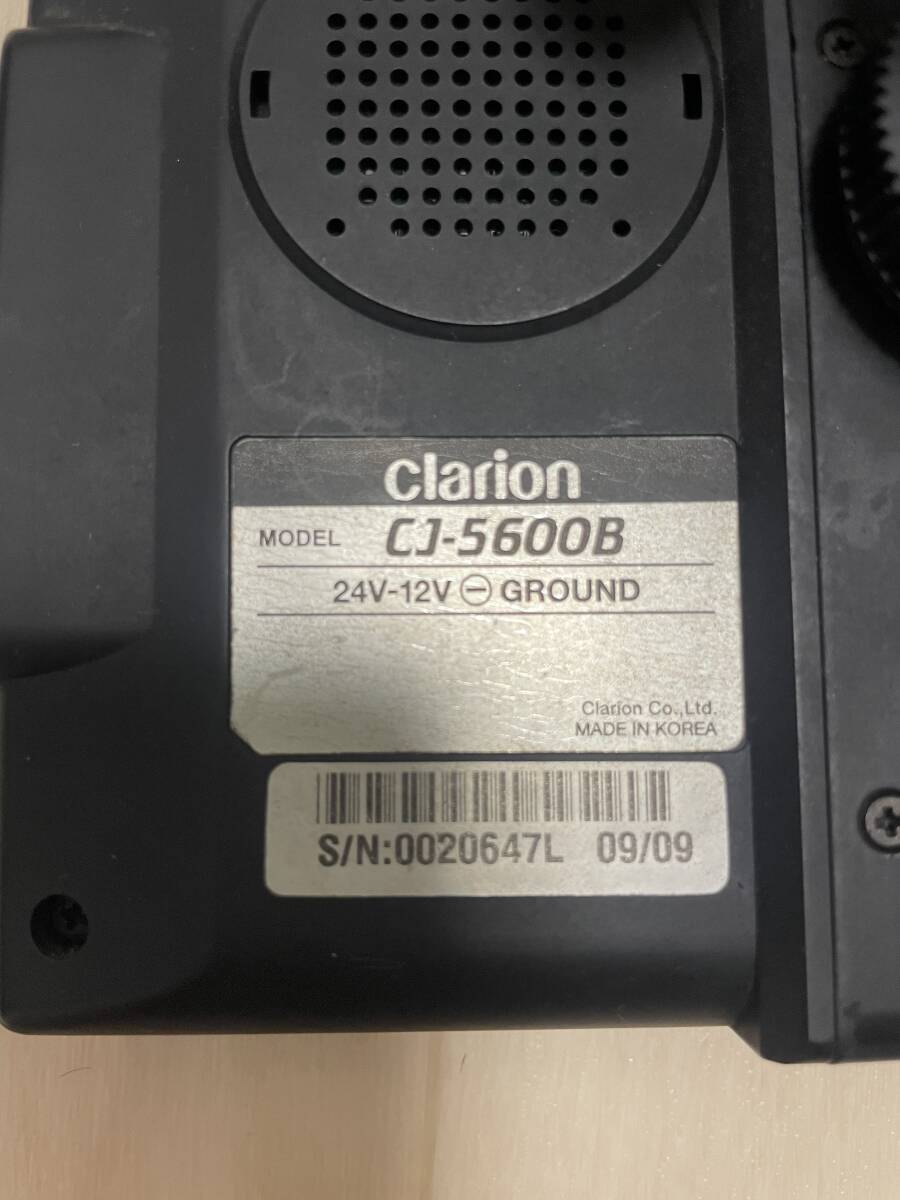 clarion
MODEL CJ-5600B
24V-12V ⊖ GROUND
Clarion Co.,Ltd.
MADE IN KOREA
S/N:0020647L 09/09